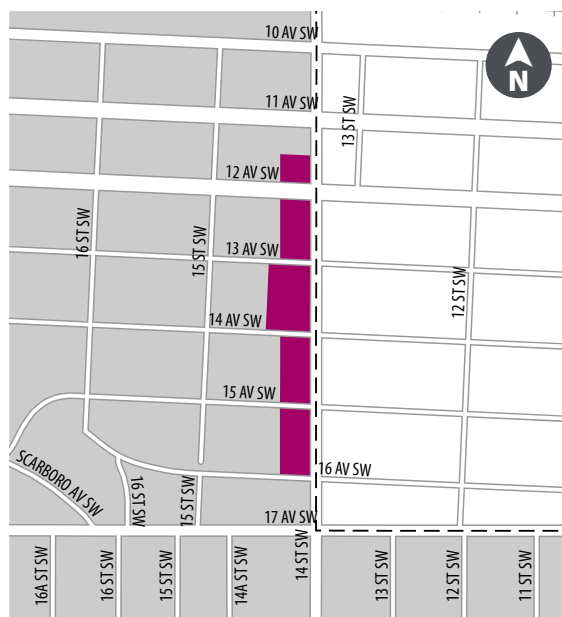 10 AV SW
N
11 AV SW
13 ST SW
12 AV SW
16 ST SW
15 ST SW
13 AV SW
12 ST SW
14 AV SW
15 AV SW
SCARBORO AV SW
16 ST SW
15 ST SW
16 AV SW
17 AV SW
16A ST SW
16 ST SW
15 ST SW
14A ST SW
14 ST SW
13 ST SW
12 ST SW
11 ST SW